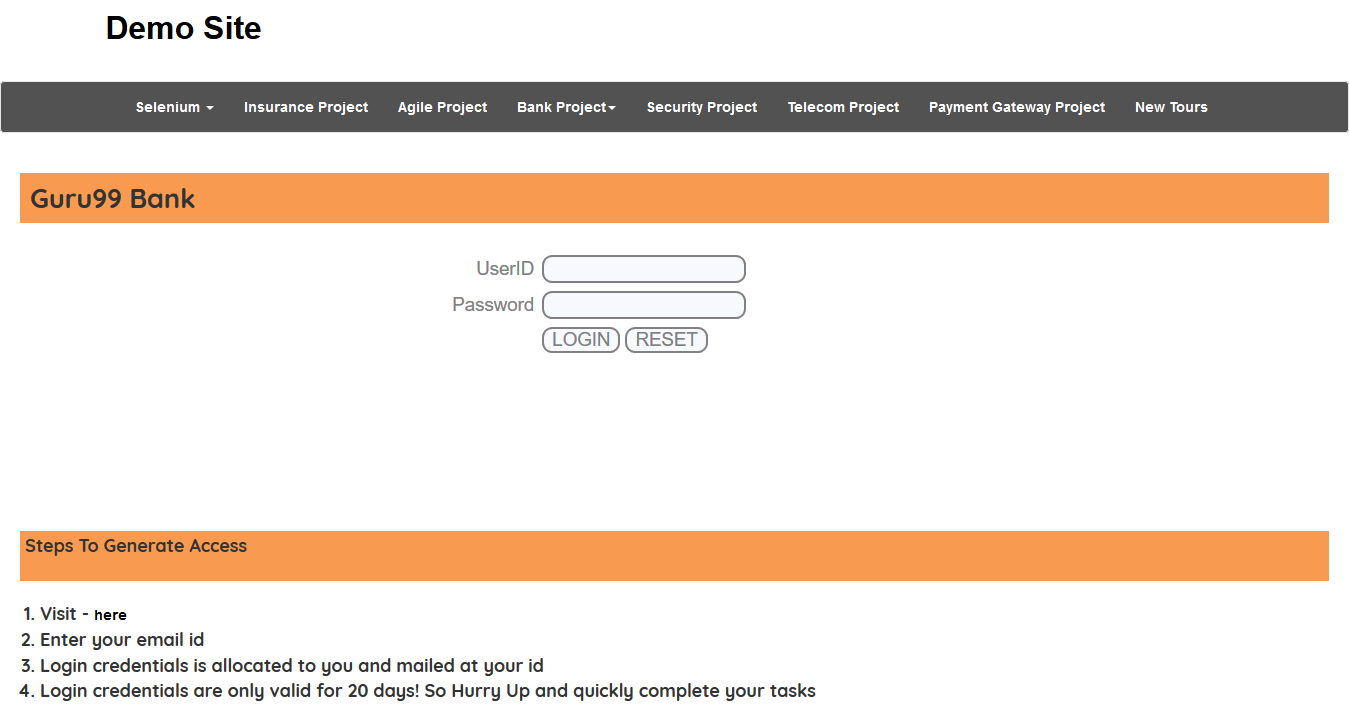 Demo Site
Selenium Insurance Project Agile Project Bank Project Security Project Telecom Project Payment Gateway Project New Tours
Guru99 Bank
UserID
Password
LOGIN RESET
Steps To Generate Access
1. Visit - here
2. Enter your email id
3. Login credentials is allocated to you and mailed at your id
4. Login credentials are only valid for 20 days! So Hurry Up and quickly complete your tasks